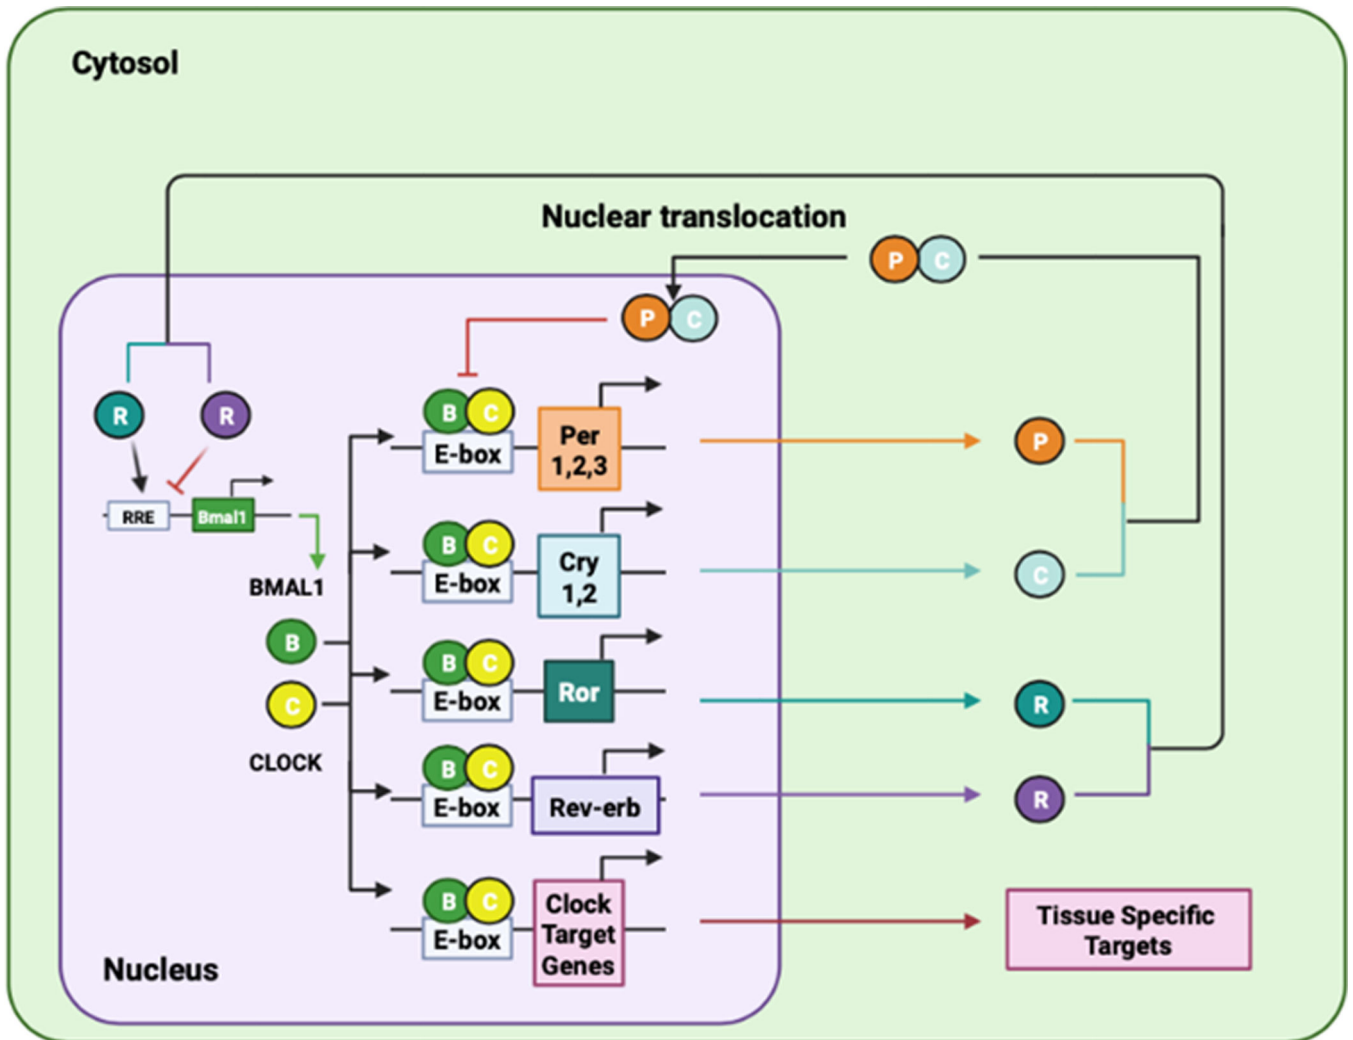 Cytosol
Nuclear translocation
P C
P C
R R
B C
E-box
Per
1,2,3
P
RRE
Bmal1
BMAL1
B C
E-box
Cry
1,2
C
B
C
CLOCK
B C
E-box
Ror
R
B C
E-box
Rev-erb
R
B C
E-box
Clock
Target
Genes
Tissue Specific
Targets
Nucleus